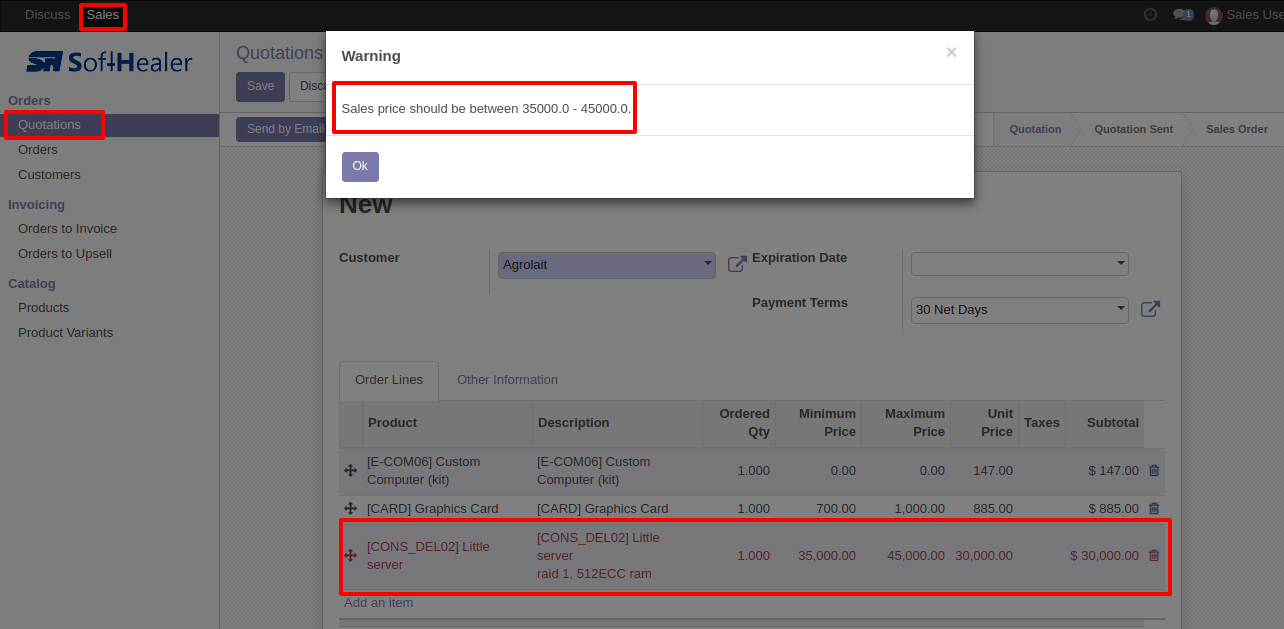 Discuss Sales 1 Sales Use
SoftHealer
Orders
Quotations
Orders
Customers
Invoicing
Orders to Invoice
Orders to Upsell
Catalog
Products
Product Variants
Quotations
Save Disca
Send by Email
Quotation Quotation Sent Sales Order
Warning ×
Sales price should be between 35000.0 - 45000.0.
Ok
New
Customer Agrolait Expiration Date
Payment Terms 30 Net Days
Order Lines Other Information
Product Description Ordered Qty Minimum Price Maximum Price Unit Price Taxes Subtotal
[E-COM06] Custom Computer (kit) [E-COM06] Custom Computer (kit) 1.000 0.00 0.00 147.00 $ 147.00
[CARD] Graphics Card [CARD] Graphics Card 1.000 700.00 1,000.00 885.00 $ 885.00
[CONS_DEL02] Little server [CONS_DEL02] Little server raid 1, 512ECC ram 1.000 35,000.00 45,000.00 30,000.00 $ 30,000.00
Add an item